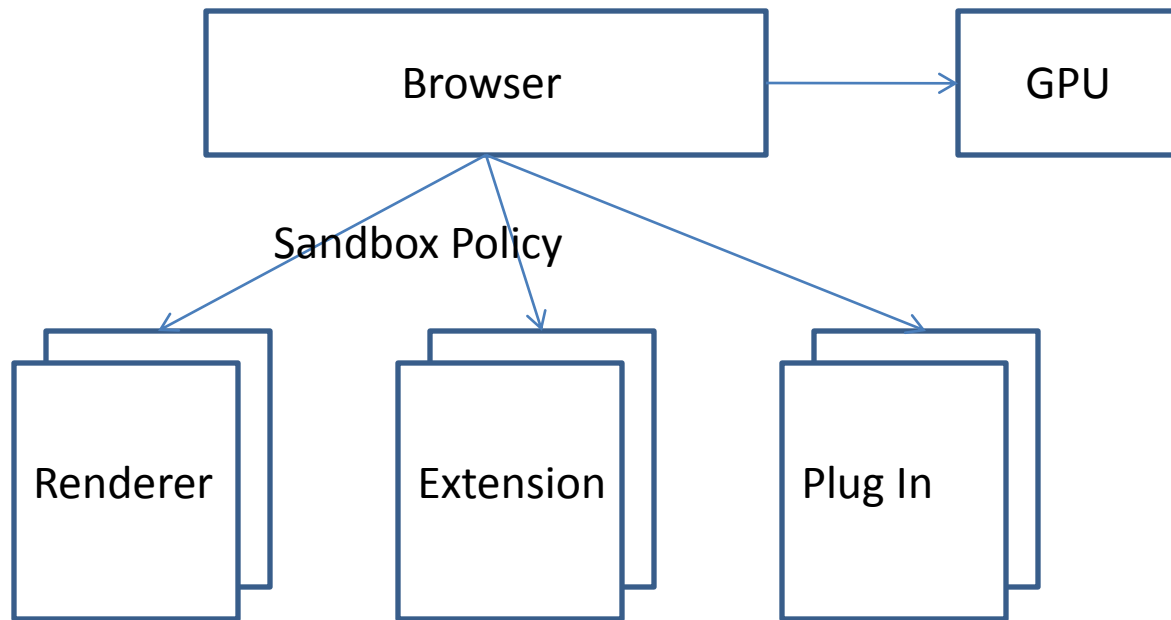 Browser
GPU
Sandbox Policy
Renderer
Extension
Plug In